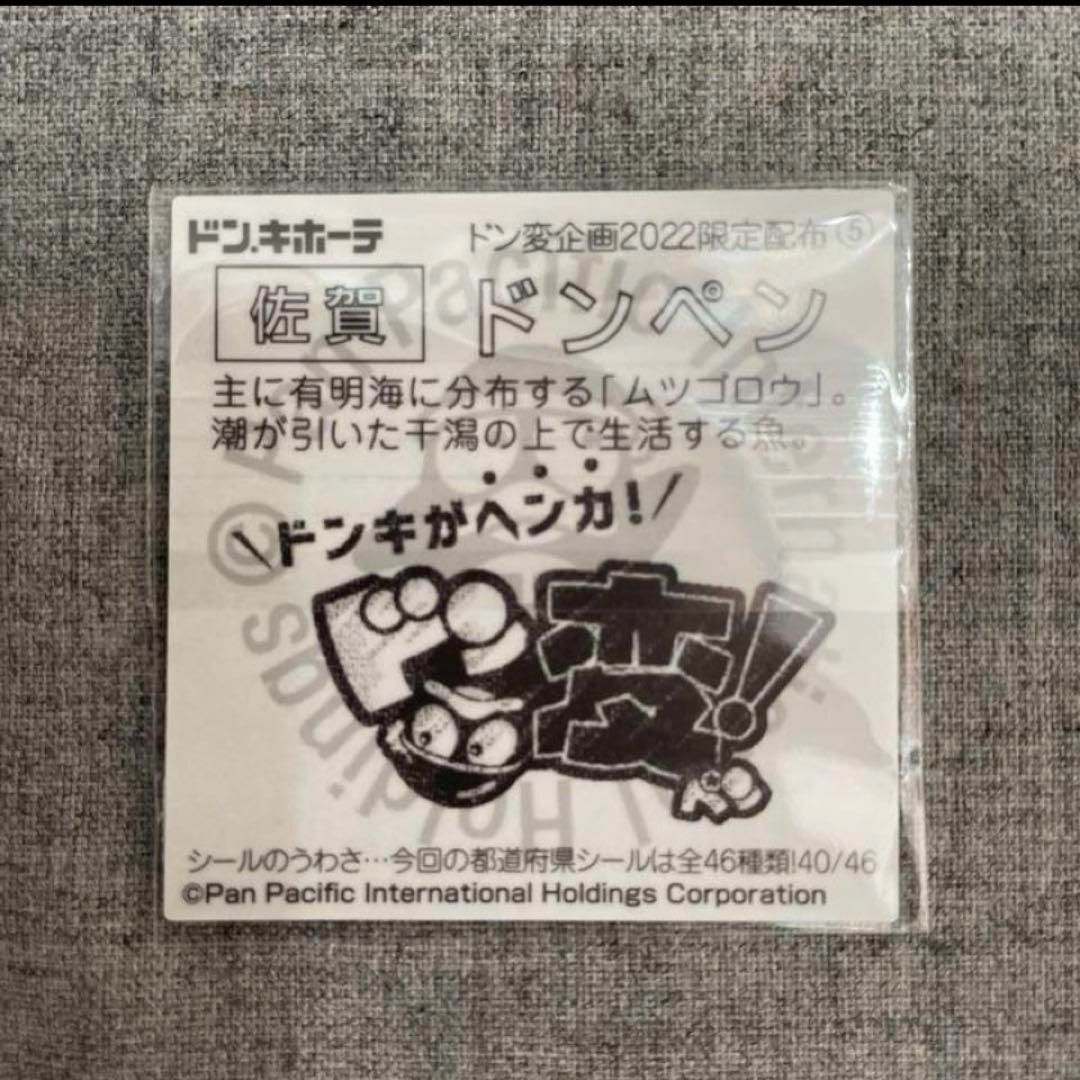 ドン.キホーテ
ドン変企画2022限定配布⑤
佐賀
ドンペン
主に有明海に分布する「ムツゴロウ」。
潮が引いた干潟の上で生活する魚。
\ドンキがヘンカ!/
ドン変!
シールのうわさ…今回の都道府県シールは全46種類!40/46
©Pan Pacific International Holdings Corporation
©Pan Pacific International Holdings